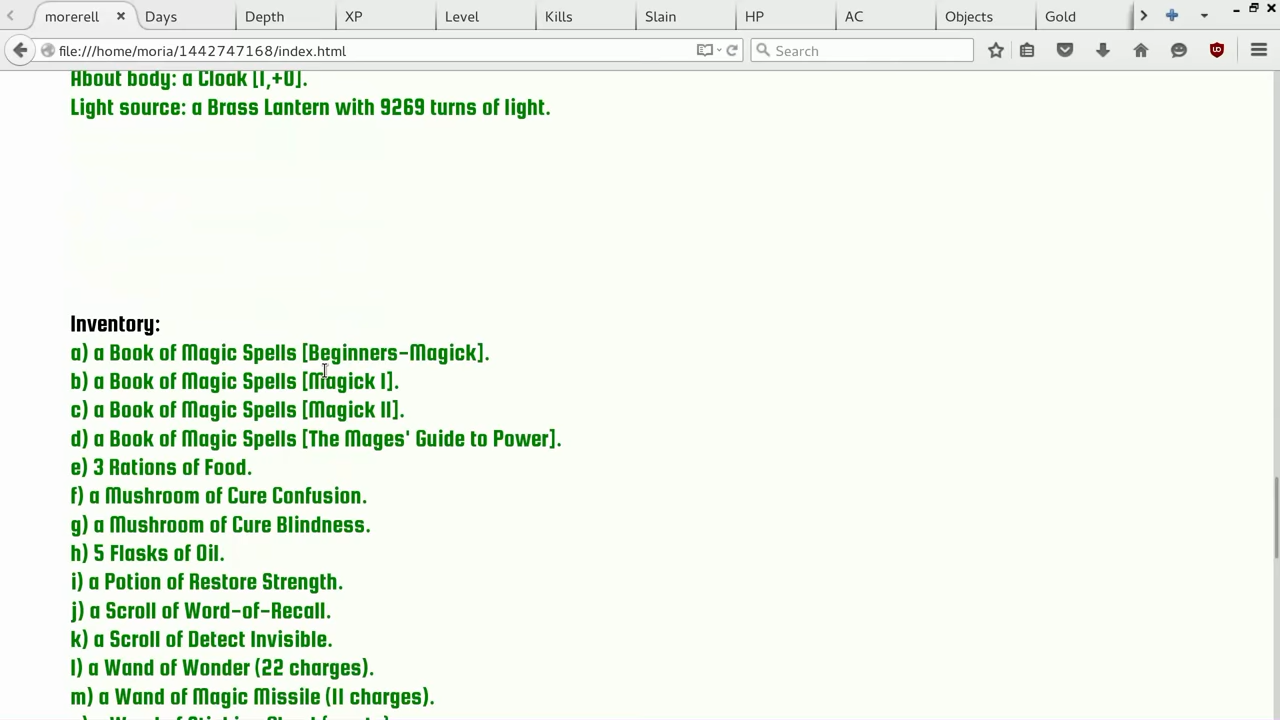 morerell Days Depth XP Level Kills Slain HP AC Objects Gold
file:///home/moria/1442747168/index.html Search
About body: a Cloak [1,+0].
Light source: a Brass Lantern with 9269 turns of light.
Inventory:
a) a Book of Magic Spells [Beginners-Magick].
b) a Book of Magic Spells [Magick I].
c) a Book of Magic Spells [Magick II].
d) a Book of Magic Spells [The Mages' Guide to Power].
e) 3 Rations of Food.
f) a Mushroom of Cure Confusion.
g) a Mushroom of Cure Blindness.
h) 5 Flasks of Oil.
i) a Potion of Restore Strength.
j) a Scroll of Word-of-Recall.
k) a Scroll of Detect Invisible.
l) a Wand of Wonder (22 charges).
m) a Wand of Magic Missile (11 charges).